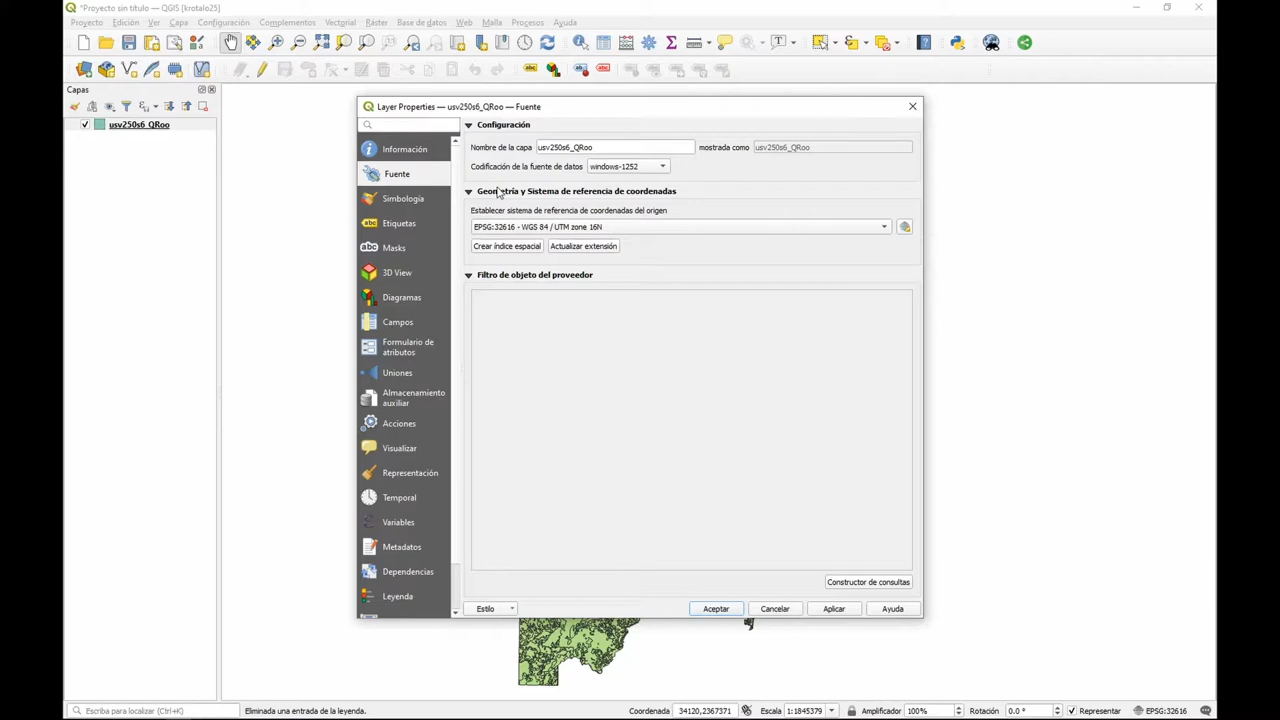 *Proyecto sin título — QGIS [krotalo25]
Proyecto Edición Ver Capa Configuración Complementos Vectorial Ráster Base de datos Web Malla Procesos Ayuda
Capas
usv250s6_QRoo
Layer Properties — usv250s6_QRoo — Fuente
Información
Fuente
Simbología
abc Etiquetas
abc Masks
3D View
Diagramas
Campos
Formulario de
atributos
Uniones
Almacenamiento
auxiliar
Acciones
Visualizar
Representación
Temporal
Variables
Metadatos
Dependencias
Leyenda
Configuración
Nombre de la capa usv250s6_QRoo mostrada como usv250s6_QRoo
Codificación de la fuente de datos windows-1252
Geometría y Sistema de referencia de coordenadas
Establecer sistema de referencia de coordenadas del origen
EPSG:32616 - WGS 84 / UTM zone 16N
Crear índice espacial Actualizar extensión
Filtro de objeto del proveedor
Constructor de consultas
Estilo Aceptar Cancelar Aplicar Ayuda
Escriba para localizar (Ctrl+K) Eliminada una entrada de la leyenda. Coordenada 34120,2367371 Escala 1:1845379 Amplificador 100% Rotación 0.0 ° Representar EPSG:32616